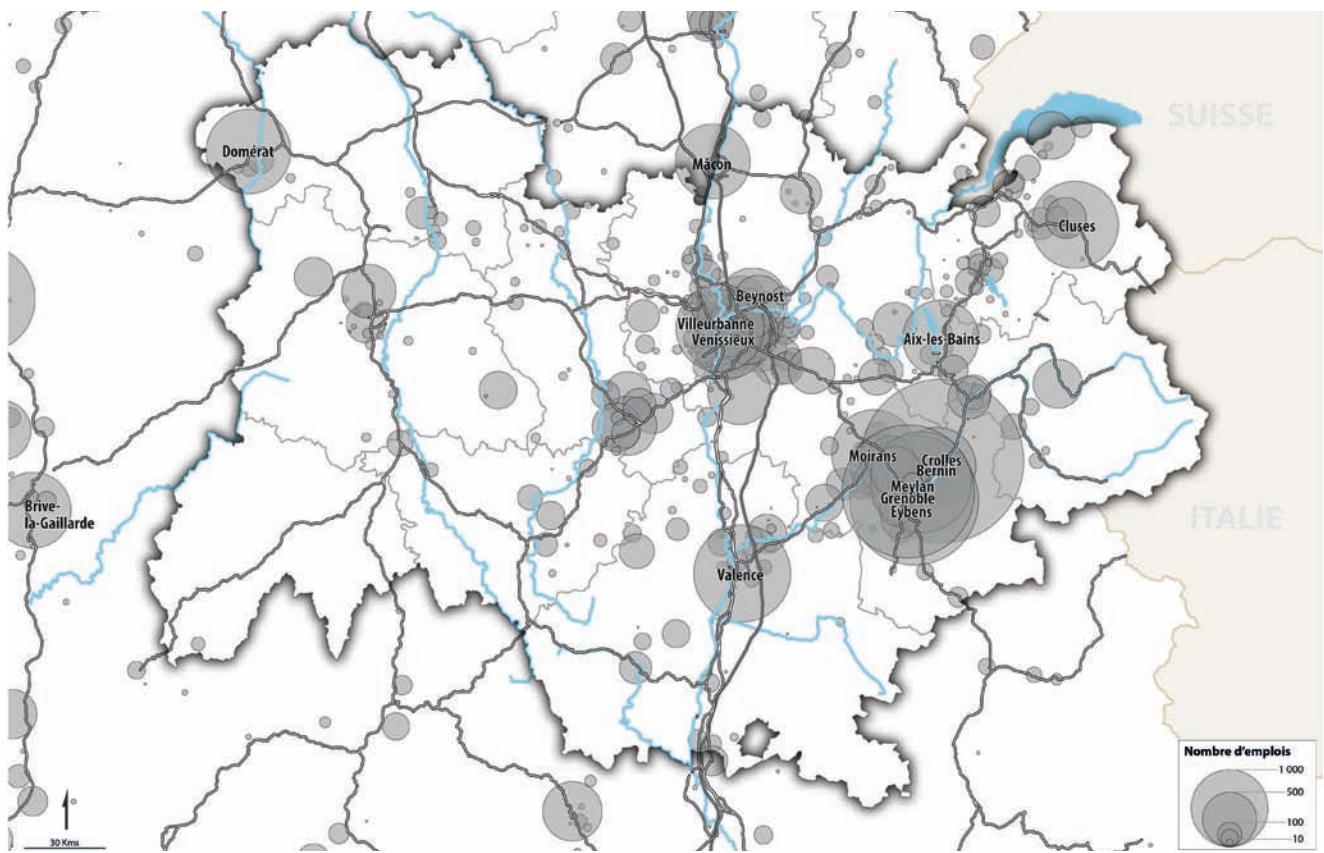 SUISSE
Domérat
Mâcon
Cluses
Beynost
Villeurbanne
Vénissieux
Aix-les-Bains
Moirans
Crolles
Bernin
Meylan
Grenoble
Eybens
Brive-
la-Gaillarde
ITALIE
Valence
Nombre d'emplois
1 000
500
100
10
30 Kms